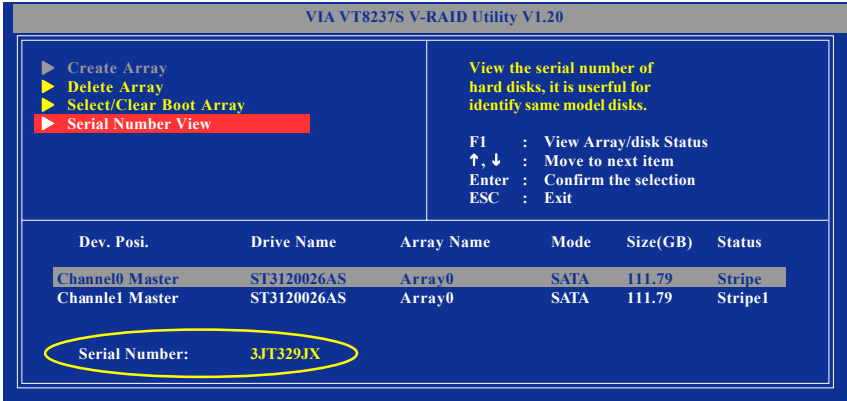 VIA VT8237S V-RAID Utility V1.20
Create Array
Delete Array
Select/Clear Boot Array
Serial Number View
View the serial number of
hard disks, it is userful for
identify same model disks.
F1 : View Array/disk Status
↑, ↓ : Move to next item
Enter : Confirm the selection
ESC : Exit
Dev. Posi. Drive Name Array Name Mode Size(GB) Status
Channel0 Master ST3120026AS Array0 SATA 111.79 Stripe
Channle1 Master ST3120026AS Array0 SATA 111.79 Stripe1
Serial Number: 3JT329JX